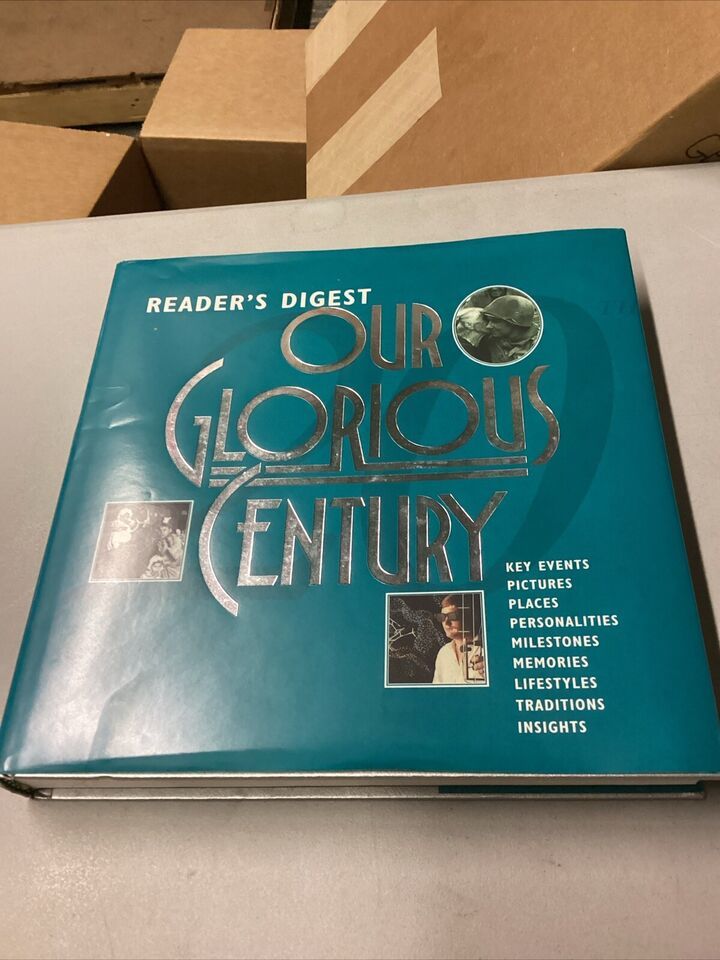 READER'S DIGEST
OUR
GLORIOUS
CENTURY
KEY EVENTS
PICTURES
PLACES
PERSONALITIES
MILESTONES
MEMORIES
LIFESTYLES
TRADITIONS
INSIGHTS